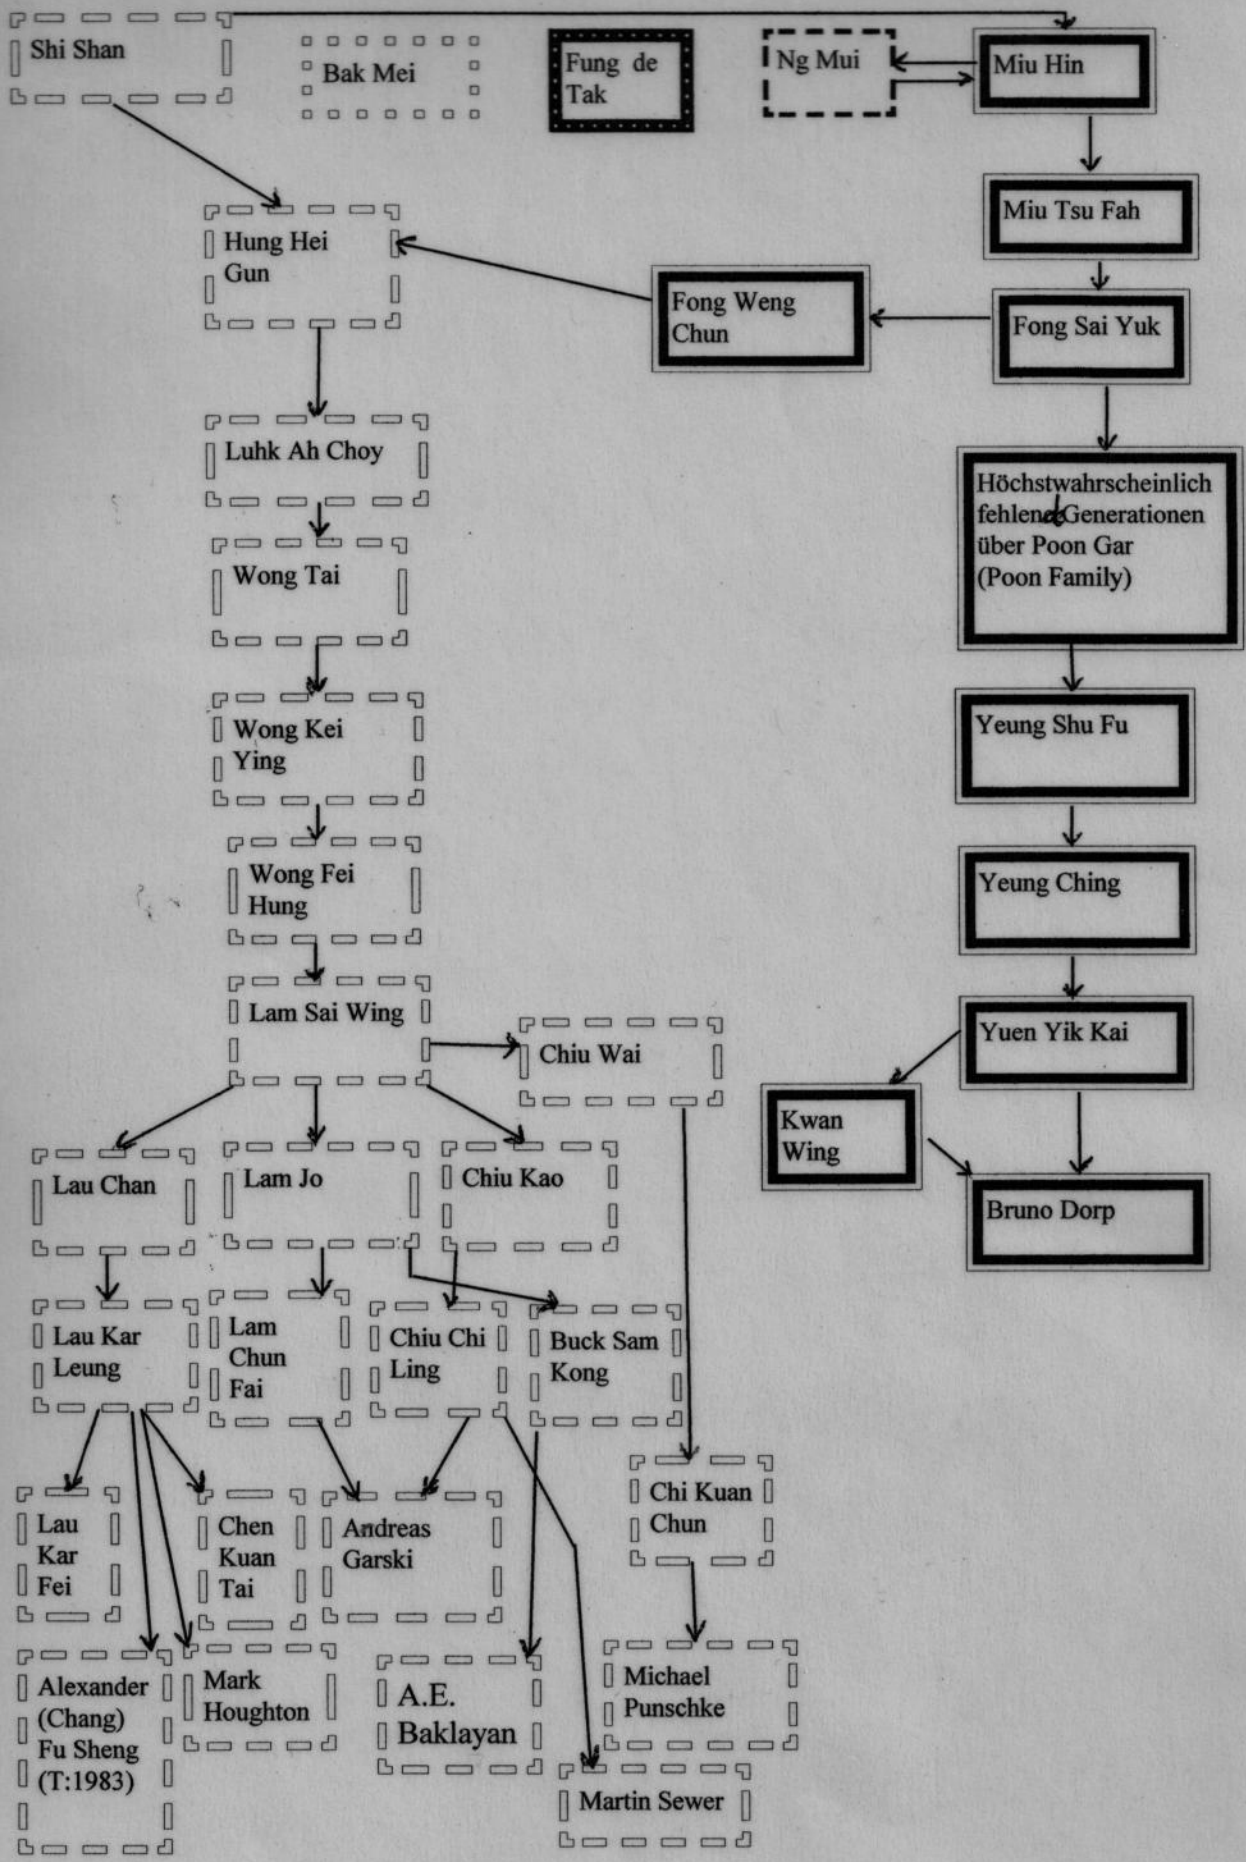 Shi Shan
Bak Mei
Fung de
Tak
Ng Mui
Miu Hin
Miu Tsu Fah
Hung Hei
Gun
Fong Weng
Chun
Fong Sai Yuk
Luhk Ah Choy
Höchstwahrscheinlich
fehlende Generationen
über Poon Gar
(Poon Family)
Wong Tai
Wong Kei
Ying
Yeung Shu Fu
Wong Fei
Hung
Yeung Ching
Lam Sai Wing
Chiu Wai
Yuen Yik Kai
Kwan
Wing
Lau Chan
Lam Jo
Chiu Kao
Bruno Dorp
Lau Kar
Leung
Lam
Chun
Fai
Chiu Chi
Ling
Buck Sam
Kong
Chi Kuan
Chun
Lau
Kar
Fei
Chen
Kuan
Tai
Andreas
Garski
Alexander
(Chang)
Fu Sheng
(T:1983)
Mark
Houghton
A.E.
Baklayan
Michael
Punschke
Martin Sewer